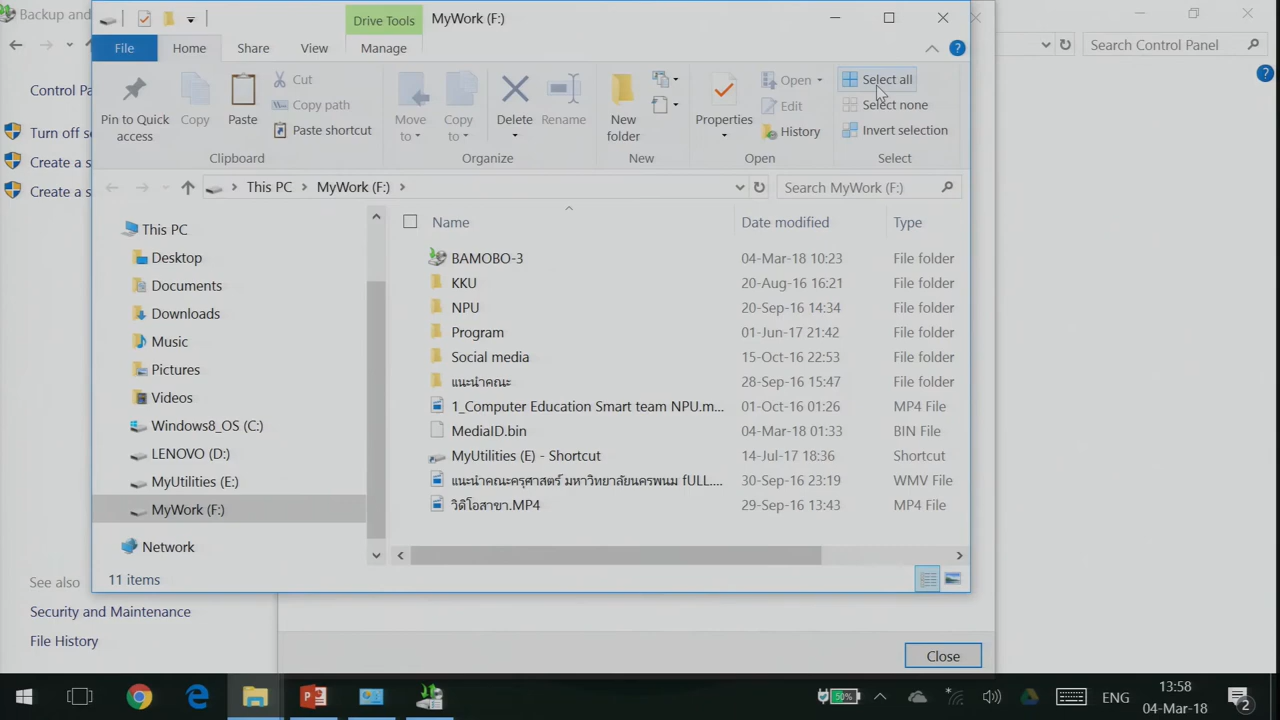 Backup and
Drive Tools
MyWork (F:)
File
Home
Share
View
Manage
Search Control Panel
Control Pa
Turn off s
Create a s
Create a s
Pin to Quick
access
Copy
Paste
Cut
Copy path
Paste shortcut
Clipboard
Move
to
Copy
to
Delete
Rename
Organize
New
folder
New
Properties
Open
Edit
History
Open
Select all
Select none
Invert selection
Select
This PC
MyWork (F:)
Search MyWork (F:)
This PC
Desktop
Documents
Downloads
Music
Pictures
Videos
Windows8_OS (C:)
LENOVO (D:)
MyUtilities (E:)
MyWork (F:)
Network
Name Date modified Type
BAMOBO-3 04-Mar-18 10:23 File folder
KKU 20-Aug-16 16:21 File folder
NPU 20-Sep-16 14:34 File folder
Program 01-Jun-17 21:42 File folder
Social media 15-Oct-16 22:53 File folder
แนะนำคณะ 28-Sep-16 15:47 File folder
1_Computer Education Smart team NPU.m... 01-Oct-16 01:26 MP4 File
MediaID.bin 04-Mar-18 01:33 BIN File
MyUtilities (E) - Shortcut 14-Jul-17 18:36 Shortcut
แนะนำคณะครุศาสตร์ มหาวิทยาลัยนครพนม fULL.... 30-Sep-16 23:19 WMV File
วิดิโอสาขา.MP4 29-Sep-16 13:43 MP4 File
11 items
See also
Security and Maintenance
File History
Close
50%
ENG
13:58
04-Mar-18
2